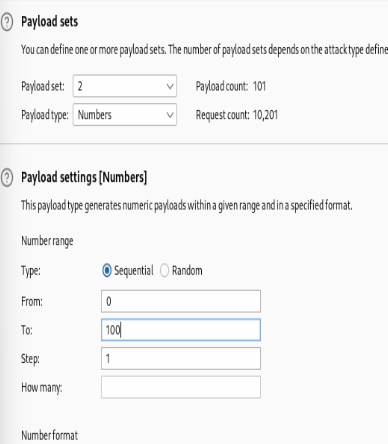 Payload sets
You can define one or more payload sets. The number of payload sets depends on the attack type define
Payload set: 2 Payload count: 101
Payload type: Numbers Request count: 10,201
Payload settings [Numbers]
This payload type generates numeric payloads within a given range and in a specified format.
Number range
Type: Sequential Random
From: 0
To: 100
Step: 1
How many:
Number format